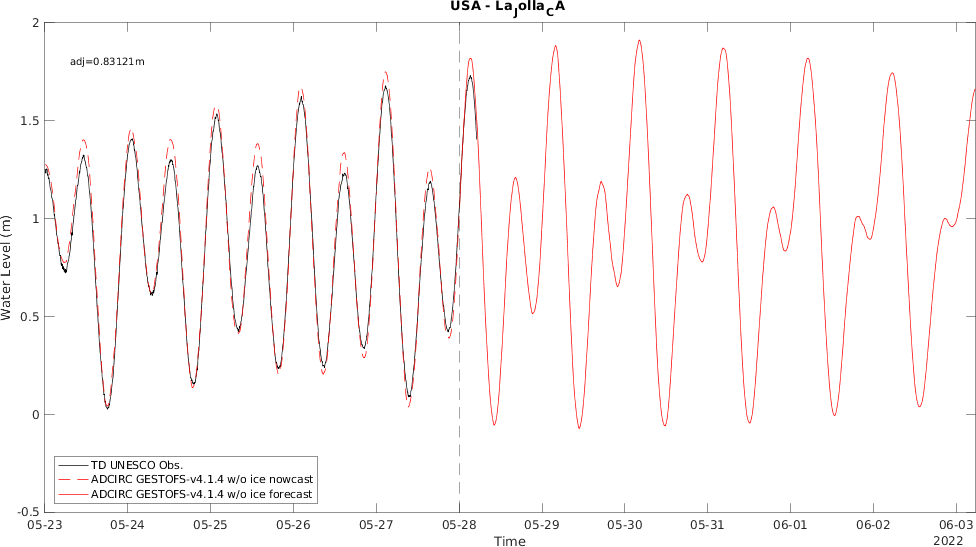 USA - LaJollaCA
adj=0.83121m
2
1.5
1
0.5
0
-0.5
Water Level (m)
TD UNESCO Obs.
ADCIRC GESTOFS-v4.1.4 w/o ice nowcast
ADCIRC GESTOFS-v4.1.4 w/o ice forecast
05-23 05-24 05-25 05-26 05-27 05-28 05-29 05-30 05-31 06-01 06-02 06-03
Time
2022